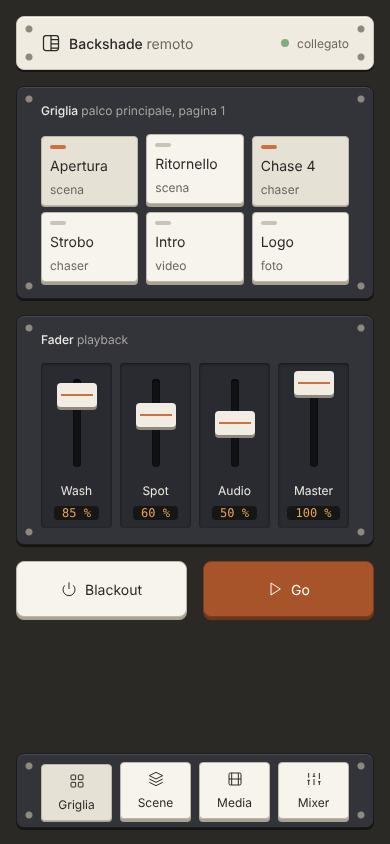 Backshade remoto
collegato
Griglia palco principale, pagina 1
Apertura
scena
Ritornello
scena
Chase 4
chaser
Strobo
chaser
Intro
video
Logo
foto
Fader playback
Wash
85 %
Spot
60 %
Audio
50 %
Master
100 %
Blackout
Go
Griglia
Scene
Media
Mixer